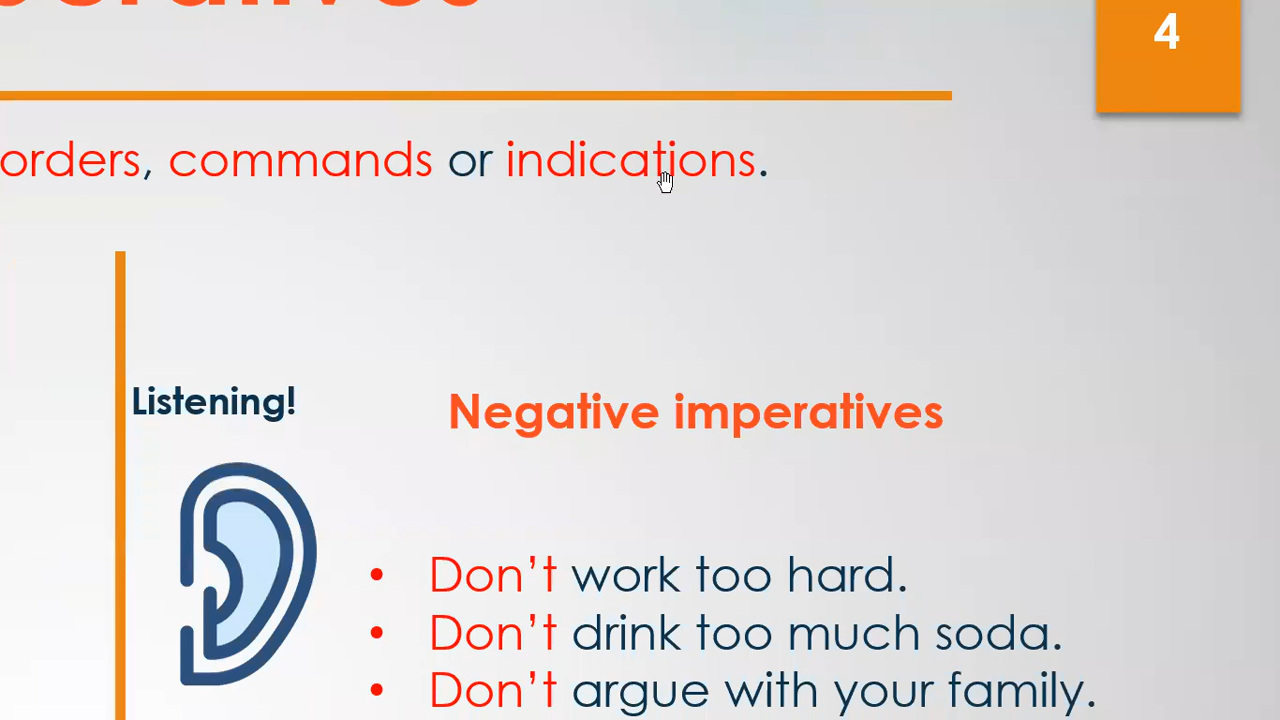 4
orders, commands or indications.
Listening!
Negative imperatives
• Don’t work too hard.
• Don’t drink too much soda.
• Don’t argue with your family.